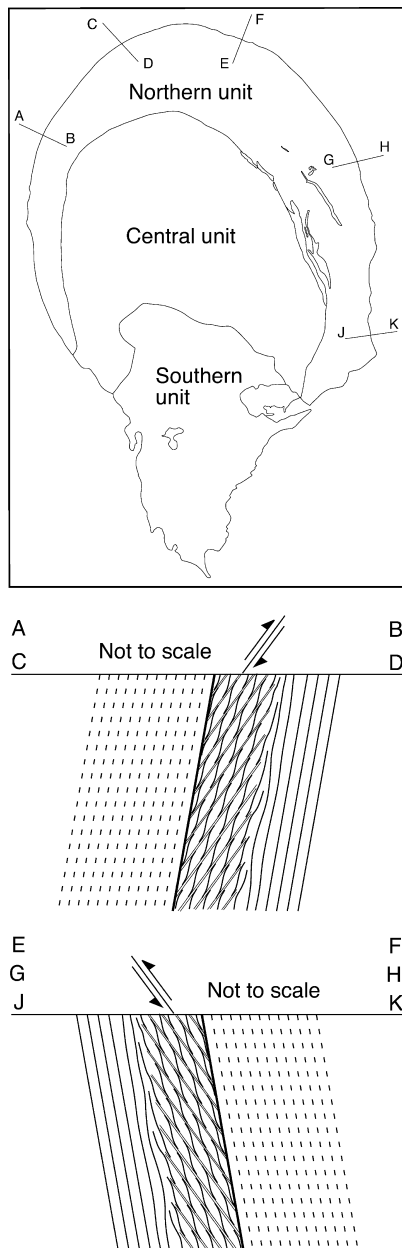 C
F
D
E
Northern unit
A
B
G
H
Central unit
J
K
Southern
unit
A
B
Not to scale
C
D
E
F
G
Not to scale
H
J
K